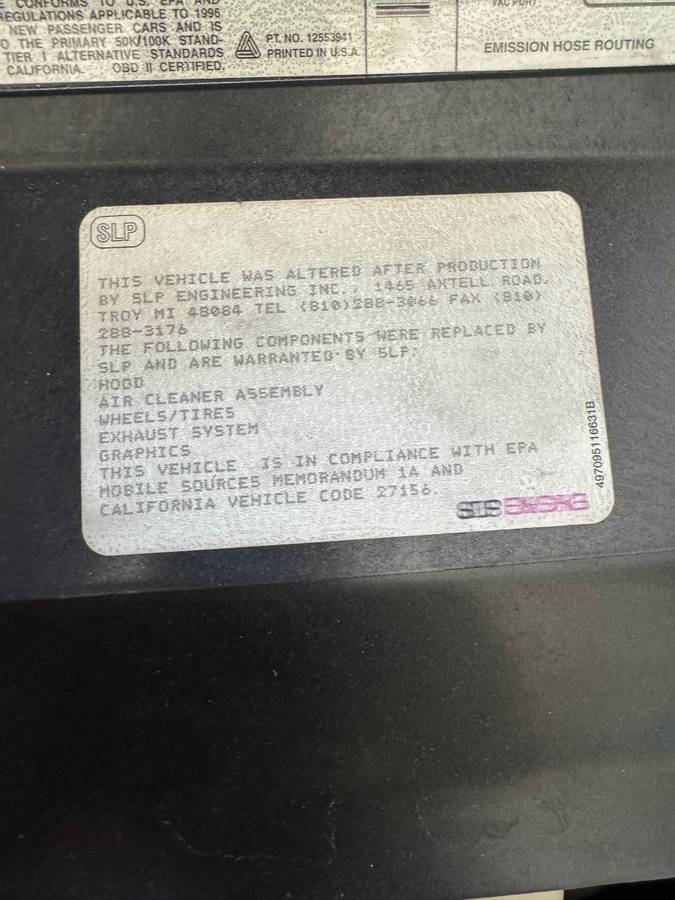 CONFORMS TO U.S. EPA AND
REGULATIONS APPLICABLE TO 1996
NEW PASSENGER CARS AND IS
THE PRIMARY 50K/100K STAND-
TIER 1 ALTERNATIVE STANDARDS
CALIFORNIA. OBD II CERTIFIED.
PT. NO. 12553941
PRINTED IN U.S.A.
VAC PORT)
EMISSION HOSE ROUTING
SLP
THIS VEHICLE WAS ALTERED AFTER PRODUCTION
BY SLP ENGINEERING INC., 1465 AXTELL ROAD,
TROY MI 48084 TEL (810)288-3066 FAX (810)
288-3176
THE FOLLOWING COMPONENTS WERE REPLACED BY
SLP AND ARE WARRANTED BY SLP:
HOOD
AIR CLEANER ASSEMBLY
WHEELS/TIRES
EXHAUST SYSTEM
GRAPHICS
THIS VEHICLE IS IN COMPLIANCE WITH EPA
MOBILE SOURCES MEMORANDUM 1A AND
CALIFORNIA VEHICLE CODE 27156.
497095116631B